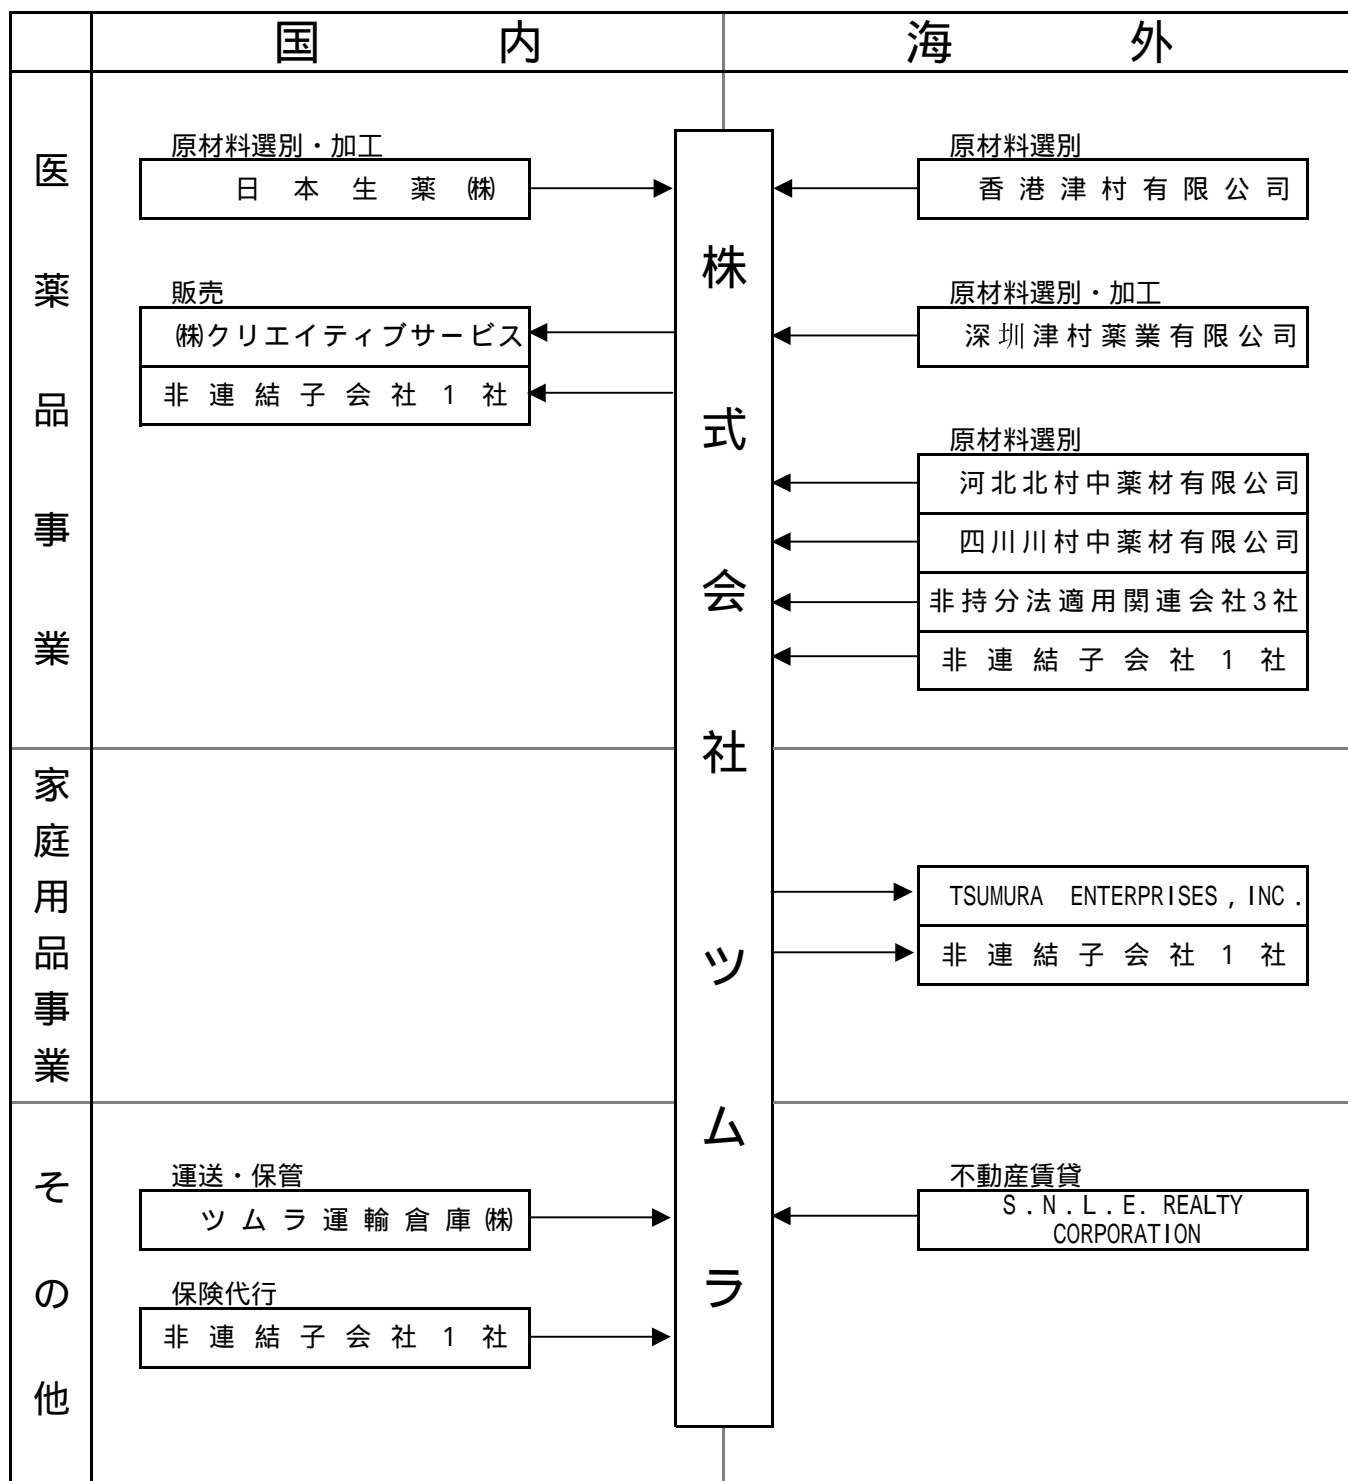 国内 海外
医薬品事業
原材料選別・加工
日本生薬㈱
販売
㈱クリエイティブサービス
非連結子会社1社
株式会社ツムラ
原材料選別
香港津村有限公司
原材料選別・加工
深圳津村薬業有限公司
原材料選別
河北北村中薬材有限公司
四川川村中薬材有限公司
非持分法適用関連会社3社
非連結子会社1社
家庭用品事業
TSUMURA ENTERPRISES, INC.
非連結子会社1社
その他
運送・保管
ツムラ運輸倉庫㈱
保険代行
非連結子会社1社
不動産賃貸
S.N.L.E. REALTY
CORPORATION